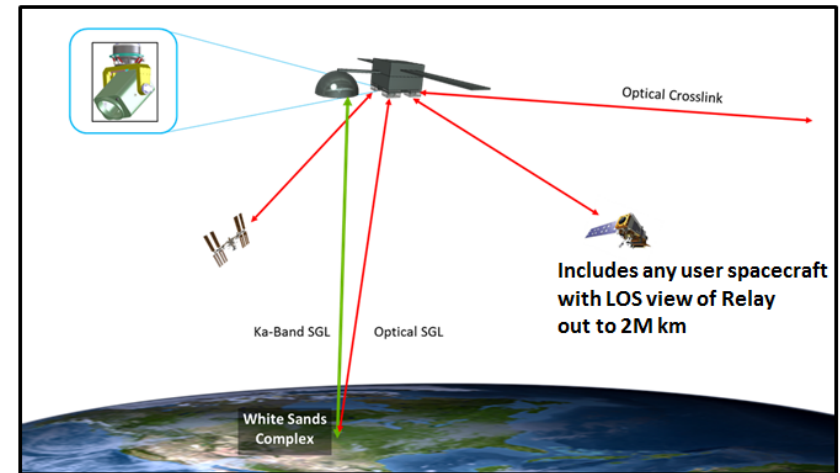 Optical Crosslink
Includes any user spacecraft
with LOS view of Relay
out to 2M km
Ka-Band SGL
Optical SGL
White Sands
Complex